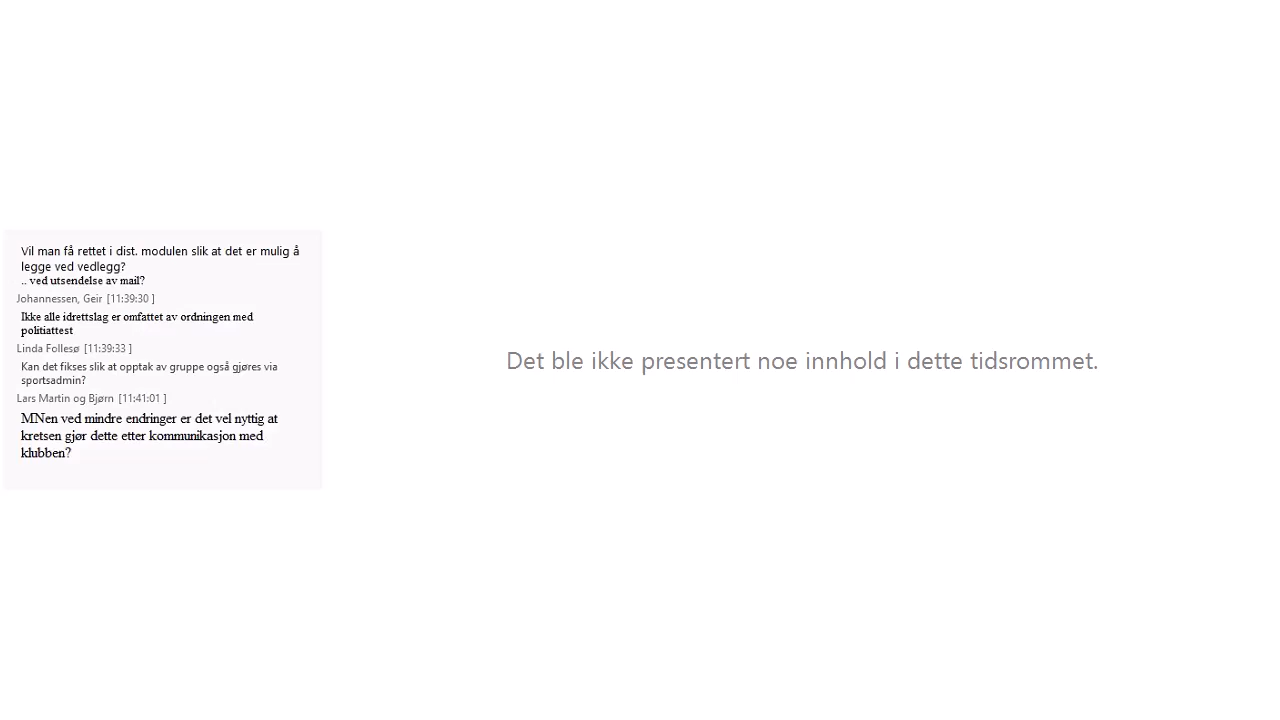 Vil man få rettet i dist. modulen slik at det er mulig å
legge ved vedlegg?
.. ved utsendelse av mail?
Johannessen, Geir [11:39:30 ]
Ikke alle idrettslag er omfattet av ordningen med
politiattest
Linda Follesø [11:39:33 ]
Kan det fikses slik at opptak av gruppe også gjøres via
sportsadmin?
Lars Martin og Bjørn [11:41:01 ]
MNen ved mindre endringer er det vel nyttig at
kretsen gjør dette etter kommunikasjon med
klubben?
Det ble ikke presentert noe innhold i dette tidsrommet.